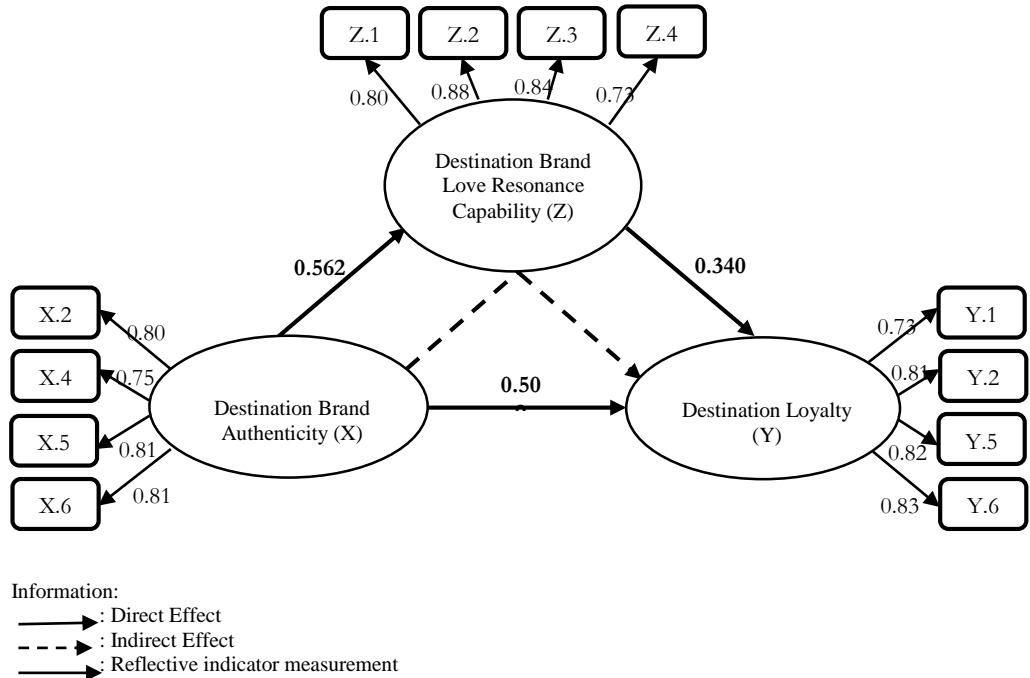 Z.1
Z.2
Z.3
Z.4
0.80
0.88
0.84
0.73
Destination Brand
Love Resonance
Capability (Z)
0.562
0.340
X.2
X.4
X.5
X.6
0.80
0.75
0.81
0.81
Destination Brand
Authenticity (X)
0.50
Destination Loyalty
(Y)
0.73
0.81
0.82
0.83
Y.1
Y.2
Y.5
Y.6
Information:
: Direct Effect
: Indirect Effect
: Reflective indicator measurement